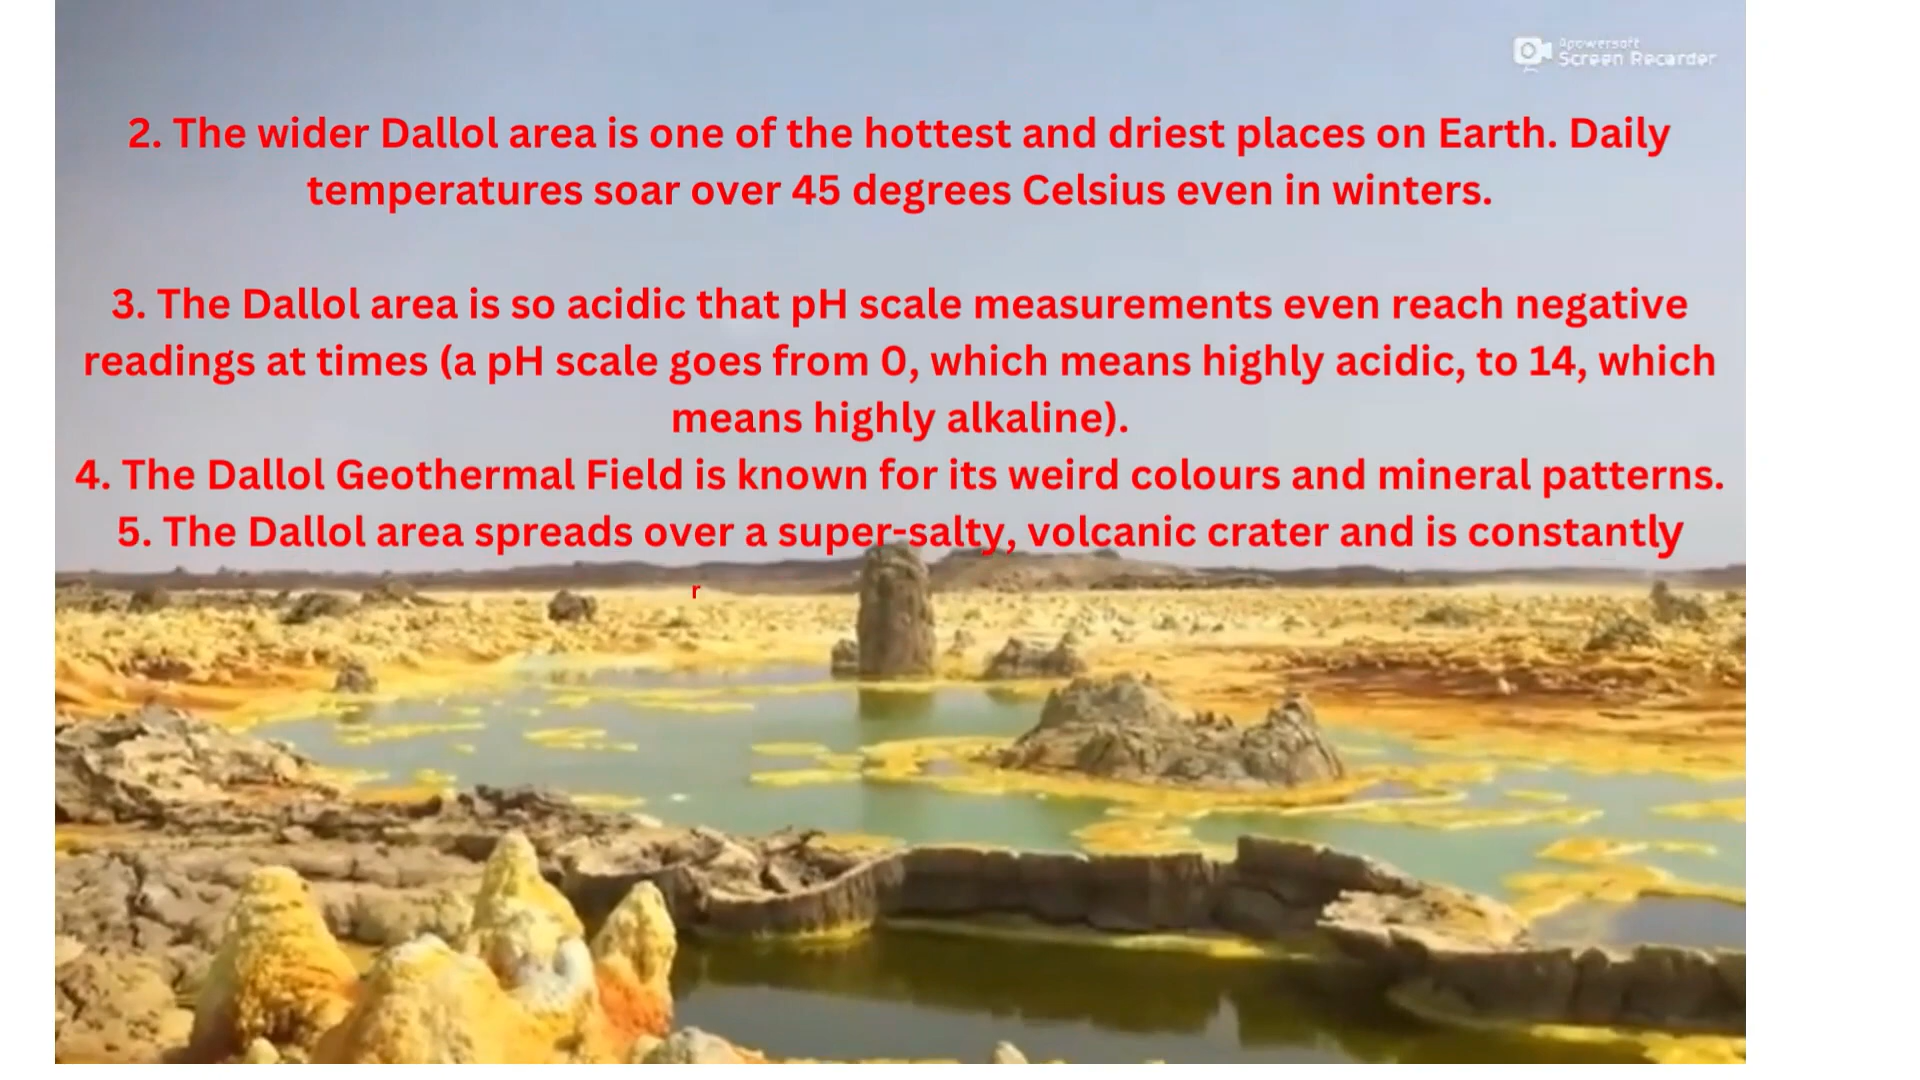 Apowersoft
Screen Recorder
2. The wider Dallol area is one of the hottest and driest places on Earth. Daily
temperatures soar over 45 degrees Celsius even in winters.
3. The Dallol area is so acidic that pH scale measurements even reach negative
readings at times (a pH scale goes from 0, which means highly acidic, to 14, which
means highly alkaline).
4. The Dallol Geothermal Field is known for its weird colours and mineral patterns.
5. The Dallol area spreads over a super-salty, volcanic crater and is constantly
r